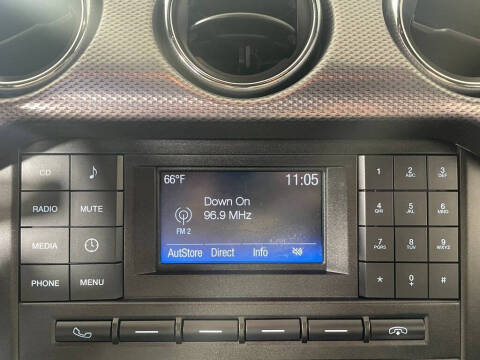 66°F 11:05
Down On
96.9 MHz
FM 2
AutStore Direct Info
CD
RADIO MUTE
MEDIA
PHONE MENU
1 2 ABC 3 DEF
4 GHI 5 JKL 6 MNO
7 PQRS 8 TUV 9 WXYZ
* 0 + #